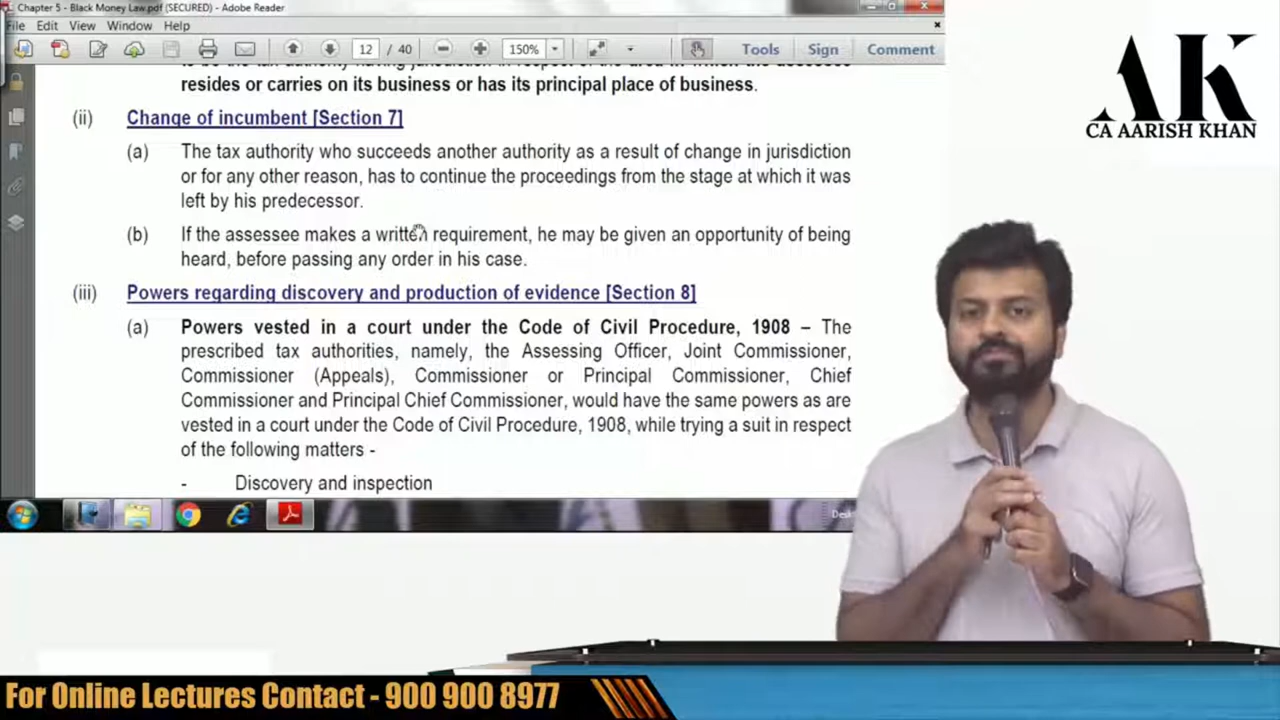 Chapter 5 - Black Money Law.pdf (SECURED) - Adobe Reader
File Edit View Window Help
12 / 40 150% Tools Sign Comment
resides or carries on its business or has its principal place of business.
(ii) Change of incumbent [Section 7]
(a) The tax authority who succeeds another authority as a result of change in jurisdiction
or for any other reason, has to continue the proceedings from the stage at which it was
left by his predecessor.
(b) If the assessee makes a written requirement, he may be given an opportunity of being
heard, before passing any order in his case.
(iii) Powers regarding discovery and production of evidence [Section 8]
(a) Powers vested in a court under the Code of Civil Procedure, 1908 – The
prescribed tax authorities, namely, the Assessing Officer, Joint Commissioner,
Commissioner (Appeals), Commissioner or Principal Commissioner, Chief
Commissioner and Principal Chief Commissioner, would have the same powers as are
vested in a court under the Code of Civil Procedure, 1908, while trying a suit in respect
of the following matters -
- Discovery and inspection
AK
CA AARISH KHAN
For Online Lectures Contact - 900 900 8977